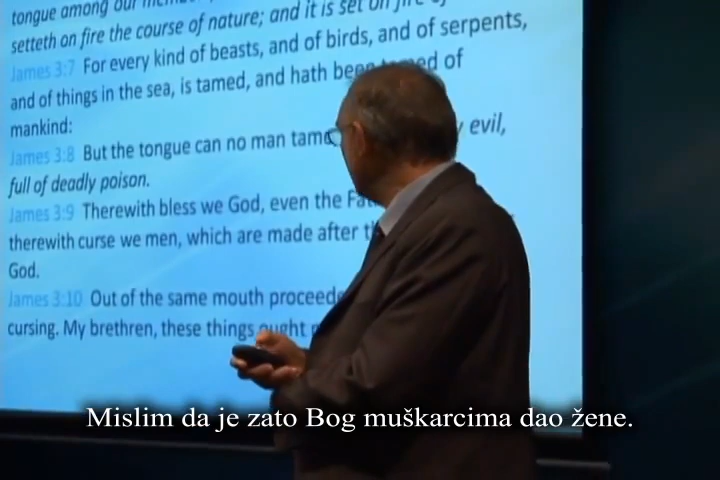 tongue among our
setteth on fire the course of nature; and it is set on fire of
James 3:7 For every kind of beasts, and of birds, and of serpents,
and of things in the sea, is tamed, and hath been tamed of
mankind:
James 3:8 But the tongue can no man tame evil,
full of deadly poison.
James 3:9 Therewith bless we God, even the
therewith curse we men, which are made after
God.
James 3:10 Out of the same mouth
cursing. My brethren, these things ought
Mislim da je zato Bog muškarcima dao žene.